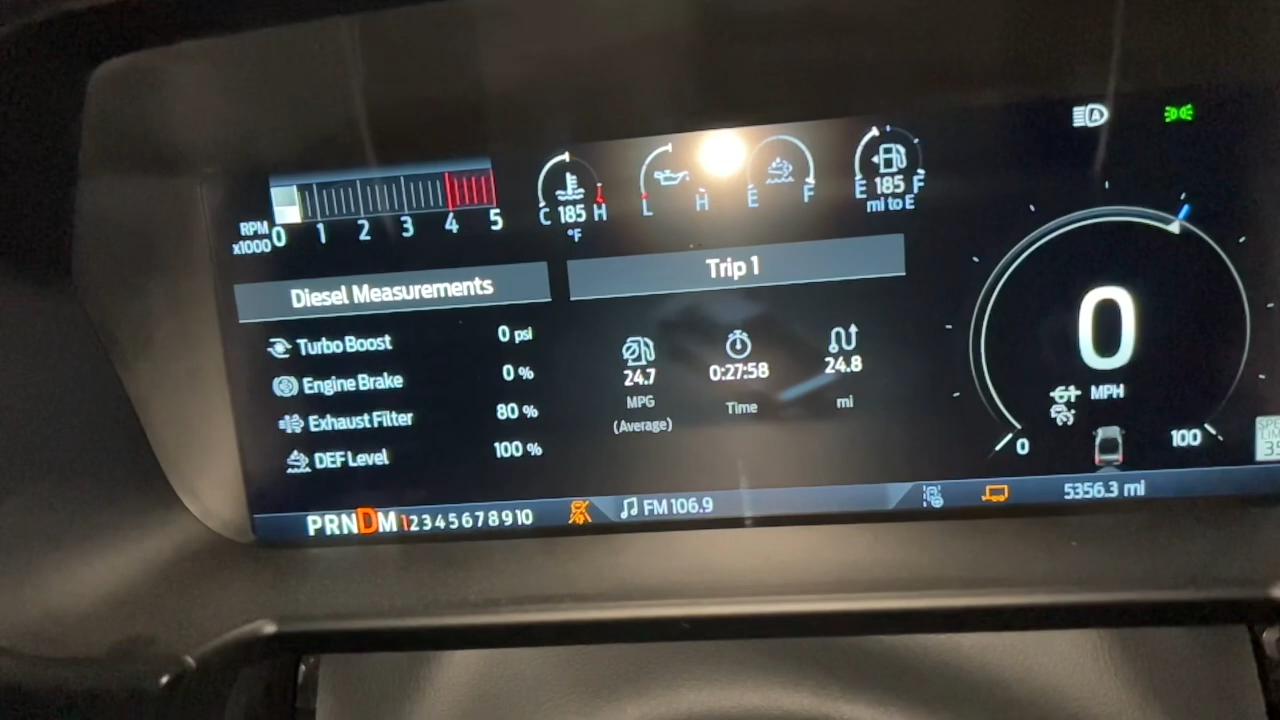 RPM
x1000
0 1 2 3 4 5
C 185 H
°F
L H
E F
E 185 F
mi to E
A
Diesel Measurements
Turbo Boost 0 psi
Engine Brake 0 %
Exhaust Filter 80 %
DEF Level 100 %
Trip 1
24.7
MPG
(Average)
0:27:58
Time
24.8
mi
0
MPH
0 100
PRNDM 12345678910
FM 106.9
5356.3 mi